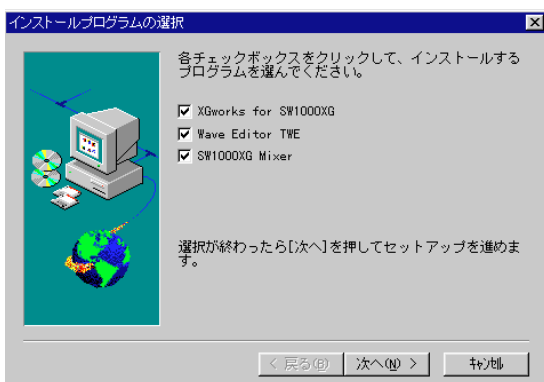 インストールプログラムの選択
各チェックボックスをクリックして、インストールする
プログラムを選んでください。
XGworks for SW1000XG
Wave Editor TWE
SW1000XG Mixer
選択が終わったら[次へ]を押してセットアップを進めま
す。
< 戻る(B) 次へ(N) > キャンセル